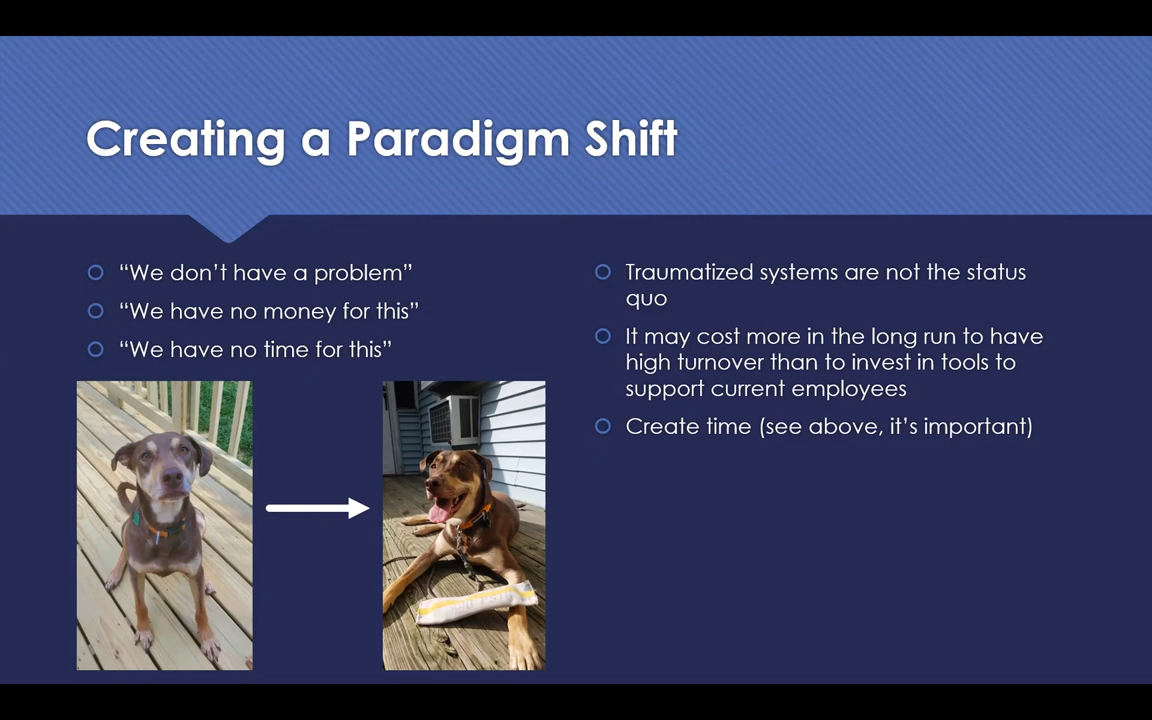 Creating a Paradigm Shift
“We don’t have a problem”
“We have no money for this”
“We have no time for this”
Traumatized systems are not the status
quo
It may cost more in the long run to have
high turnover than to invest in tools to
support current employees
Create time (see above, it’s important)